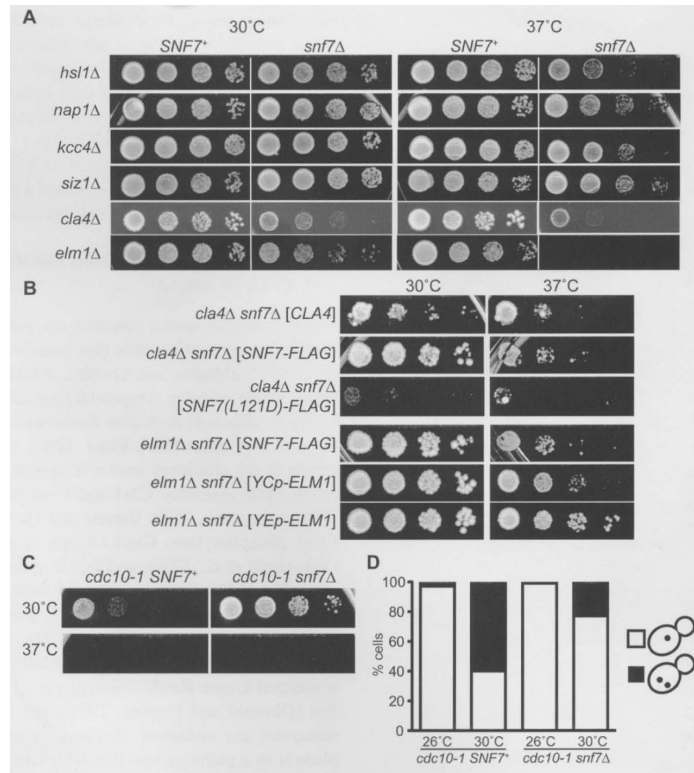 A
30˚C
37˚C
SNF7⁺
snf7Δ
SNF7⁺
snf7Δ
hsl1Δ
nap1Δ
kcc4Δ
siz1Δ
cla4Δ
elm1Δ
B
30˚C
37˚C
cla4Δ snf7Δ [CLA4]
cla4Δ snf7Δ [SNF7-FLAG]
cla4Δ snf7Δ
[SNF7(L121D)-FLAG]
elm1Δ snf7Δ [SNF7-FLAG]
elm1Δ snf7Δ [YCp-ELM1]
elm1Δ snf7Δ [YEp-ELM1]
C
cdc10-1 SNF7⁺
cdc10-1 snf7Δ
30˚C
37˚C
D
100
80
60
40
20
0
% cells
26˚C
30˚C
26˚C
30˚C
cdc10-1 SNF7⁺
cdc10-1 snf7Δ